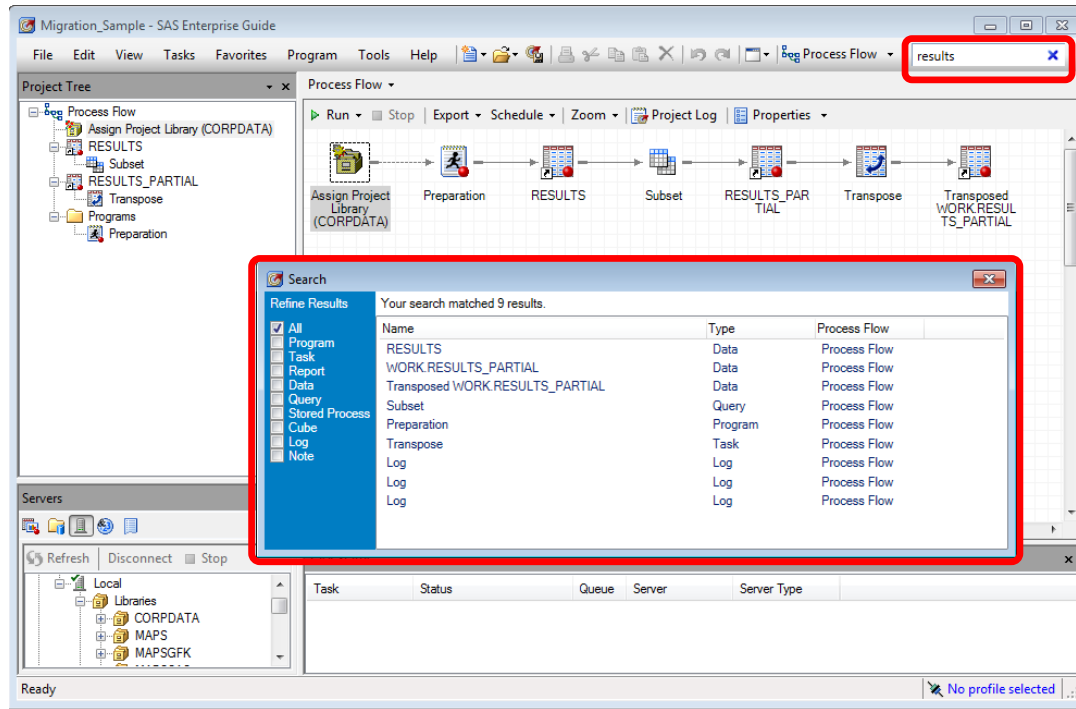 Migration_Sample - SAS Enterprise Guide
File Edit View Tasks Favorites Program Tools Help Process Flow results
Project Tree
Process Flow
Assign Project Library (CORPDATA)
RESULTS
Subset
RESULTS_PARTIAL
Transpose
Programs
Preparation
Process Flow
Run Stop Export Schedule Zoom Project Log Properties
Assign Project
Library
(CORPDATA)
Preparation
RESULTS
Subset
RESULTS_PAR
TIAL
Transpose
Transposed
WORK.RESUL
TS_PARTIAL
Search
Refine Results
All
Program
Task
Report
Data
Query
Stored Process
Cube
Log
Note
Your search matched 9 results.
Name Type Process Flow
RESULTS Data Process Flow
WORK.RESULTS_PARTIAL Data Process Flow
Transposed WORK.RESULTS_PARTIAL Data Process Flow
Subset Query Process Flow
Preparation Program Process Flow
Transpose Task Process Flow
Log Log Process Flow
Log Log Process Flow
Log Log Process Flow
Servers
Refresh Disconnect Stop
Local
Libraries
CORPDATA
MAPS
MAPSGFK
Task Status Queue Server Server Type
Ready
No profile selected